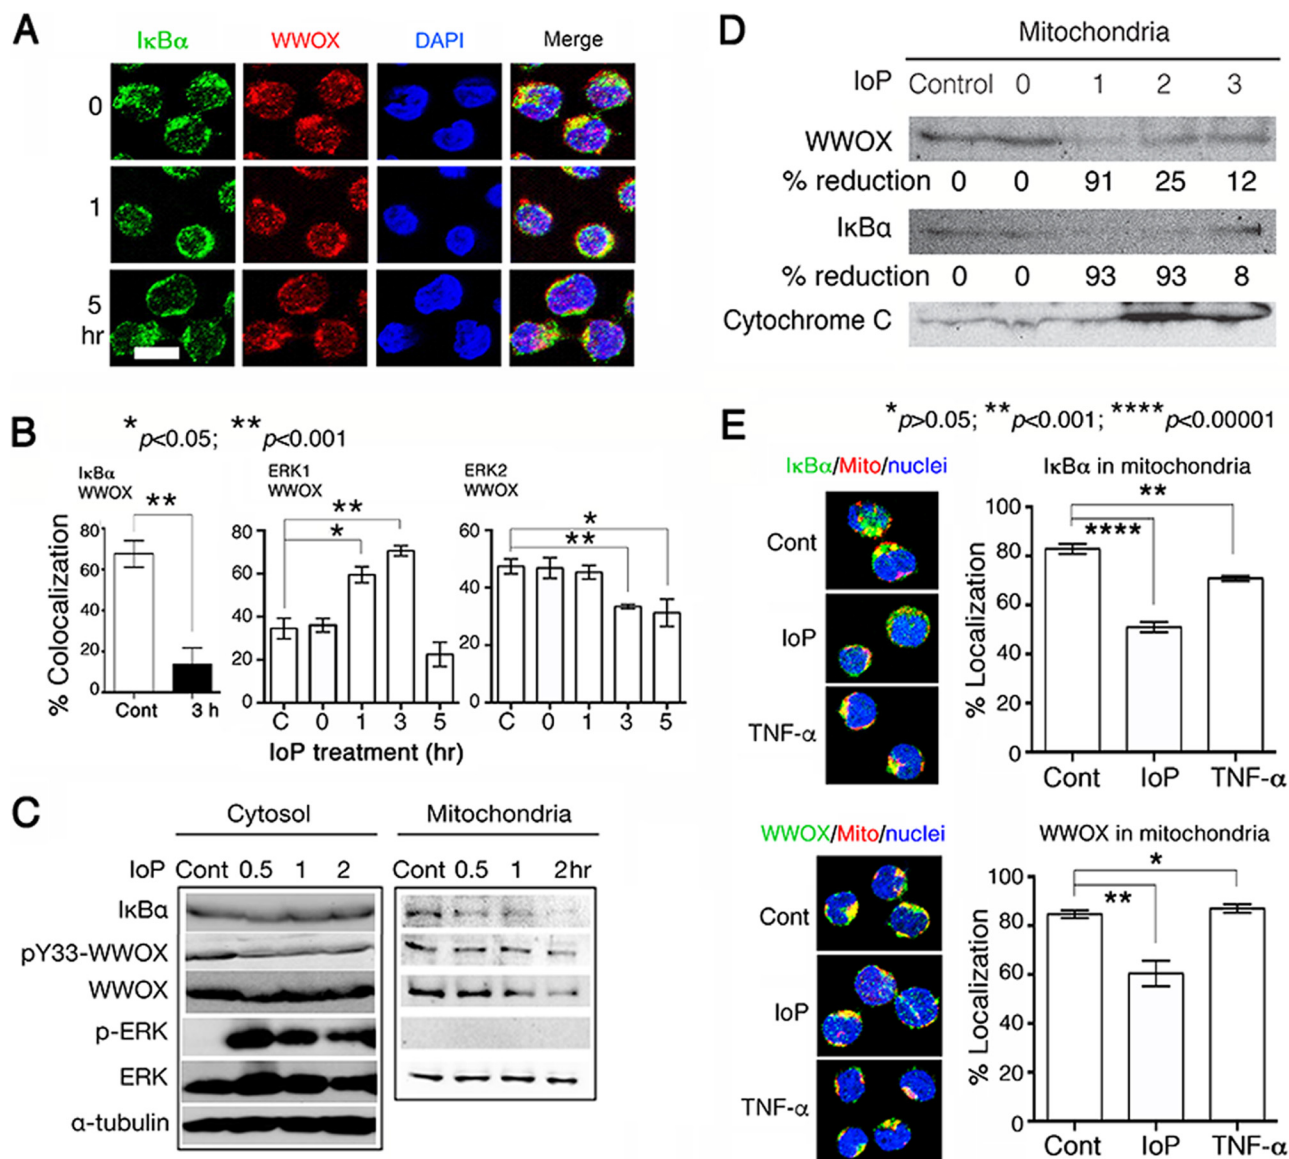 A
IκBα WWOX DAPI Merge
0
1
5
hr
B
*p<0.05; **p<0.001
IκBα
WWOX
ERK1
WWOX
ERK2
WWOX
** ** * * **
% Colocalization
80 80 60
60 60 40
40 40 20
20 20
0 0 0
Cont 3 h C 0 1 3 5 C 0 1 3 5
IoP treatment (hr)
C
Cytosol Mitochondria
IoP Cont 0.5 1 2 Cont 0.5 1 2hr
IκBα
pY33-WWOX
WWOX
p-ERK
ERK
α-tubulin
D
Mitochondria
IoP Control 0 1 2 3
WWOX
% reduction 0 0 91 25 12
IκBα
% reduction 0 0 93 93 8
Cytochrome C
E
*p>0.05; **p<0.001; ****p<0.00001
IκBα/Mito/nuclei
Cont
IoP
TNF-α
IκBα in mitochondria
**
****
% Localization
100
80
60
40
20
0
Cont IoP TNF-α
WWOX/Mito/nuclei
Cont
IoP
TNF-α
WWOX in mitochondria
*
**
% Localization
100
80
60
40
20
0
Cont IoP TNF-α